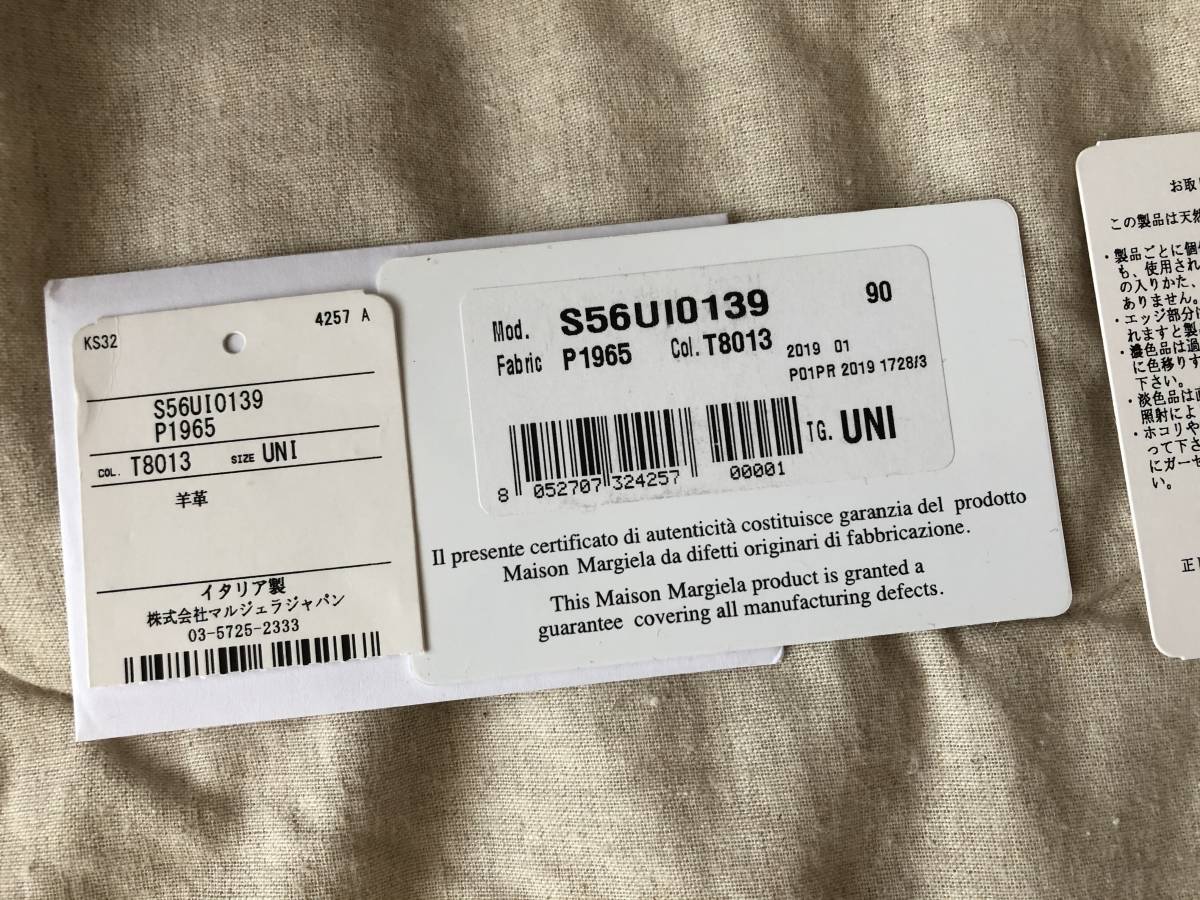 KS32
4257 A
S56UI0139
P1965
COL. T8013 SIZE UNI
羊革
イタリア製
株式会社マルジェラジャパン
03-5725-2333
Mod. S56UI0139 90
Fabric P1965 Col. T8013 2019 01
P01PR 2019 1728/3
TG. UNI
8 052707 324257 00001
Il presente certificato di autenticità costituisce garanzia del prodotto
Maison Margiela da difetti originari di fabbricazione.
This Maison Margiela product is granted a
guarantee covering all manufacturing defects.
お取
この製品は天然
・製品ごとに個
も、使用され
の入りかた、
ありません。
・エッジ部分に
れますと製
・濃色品は過
に色移りす
下さい。
・淡色品は直
照射によ
・ホコリや
って下さ
にガーゼ
い。
正